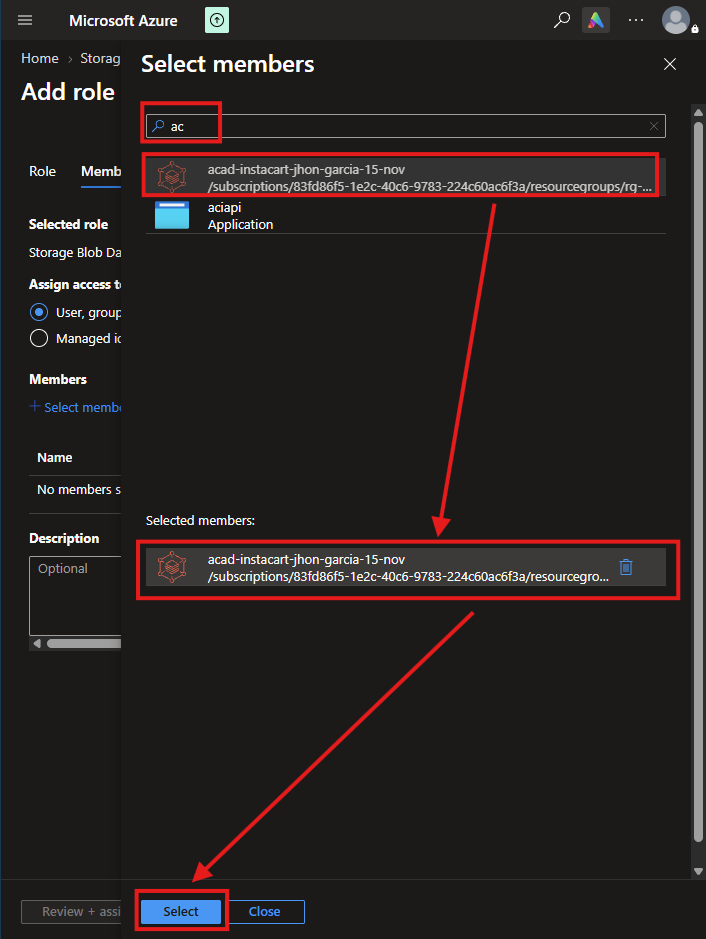 Microsoft Azure
Home > Storag
Add role
Role
Memb
Selected role
Storage Blob Da
Assign access to
User, group
Managed id
Members
+ Select membe
Name
No members s
Description
Optional
Review + assi
Select members
ac
acad-instacart-jhon-garcia-15-nov
/subscriptions/83fd86f5-1e2c-40c6-9783-224c60ac6f3a/resourcegroups/rg-...
aciapi
Application
Selected members:
acad-instacart-jhon-garcia-15-nov
/subscriptions/83fd86f5-1e2c-40c6-9783-224c60ac6f3a/resourcegro...
Select
Close